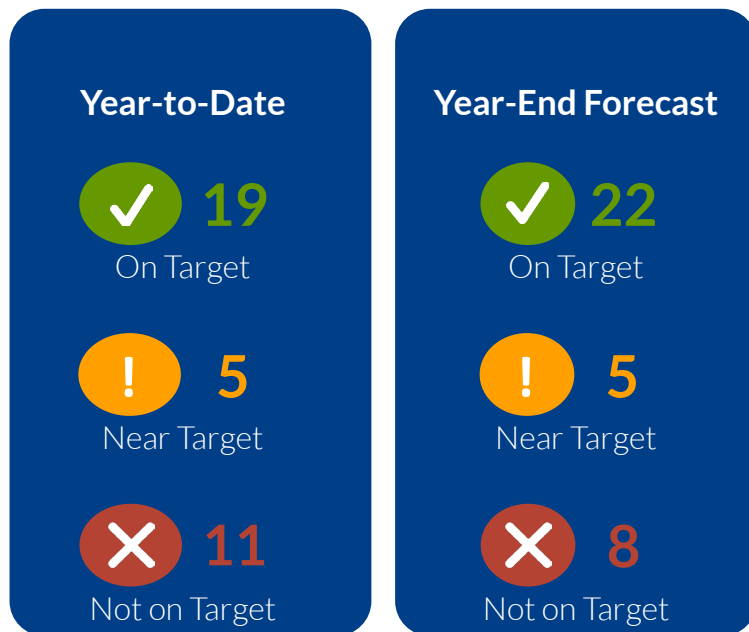 Year-to-Date
19
On Target
!
5
Near Target
11
Not on Target
Year-End Forecast
22
On Target
!
5
Near Target
8
Not on Target